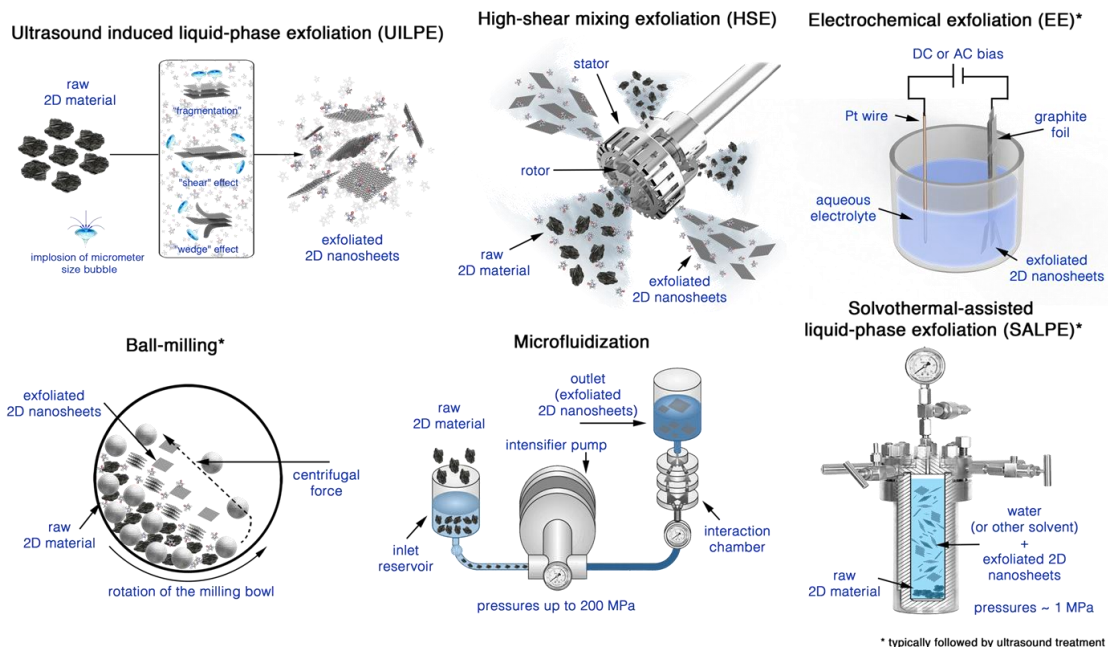 Ultrasound induced liquid-phase exfoliation (UILPE)
raw
2D material
"fragmentation"
"shear" effect
"wedge" effect
implosion of micrometer
size bubble
exfoliated
2D nanosheets
High-shear mixing exfoliation (HSE)
stator
rotor
raw
2D material
exfoliated
2D nanosheets
Electrochemical exfoliation (EE)*
DC or AC bias
Pt wire
graphite
foil
aqueous
electrolyte
exfoliated
2D nanosheets
Ball-milling*
exfoliated
2D nanosheets
centrifugal
force
raw
2D material
rotation of the milling bowl
Microfluidization
raw
2D material
outlet
(exfoliated
2D nanosheets)
intensifier pump
inlet
reservoir
interaction
chamber
pressures up to 200 MPa
Solvothermal-assisted
liquid-phase exfoliation (SALPE)*
water
(or other solvent)
+
exfoliated 2D
nanosheets
raw
2D material
pressures ~ 1 MPa
* typically followed by ultrasound treatment